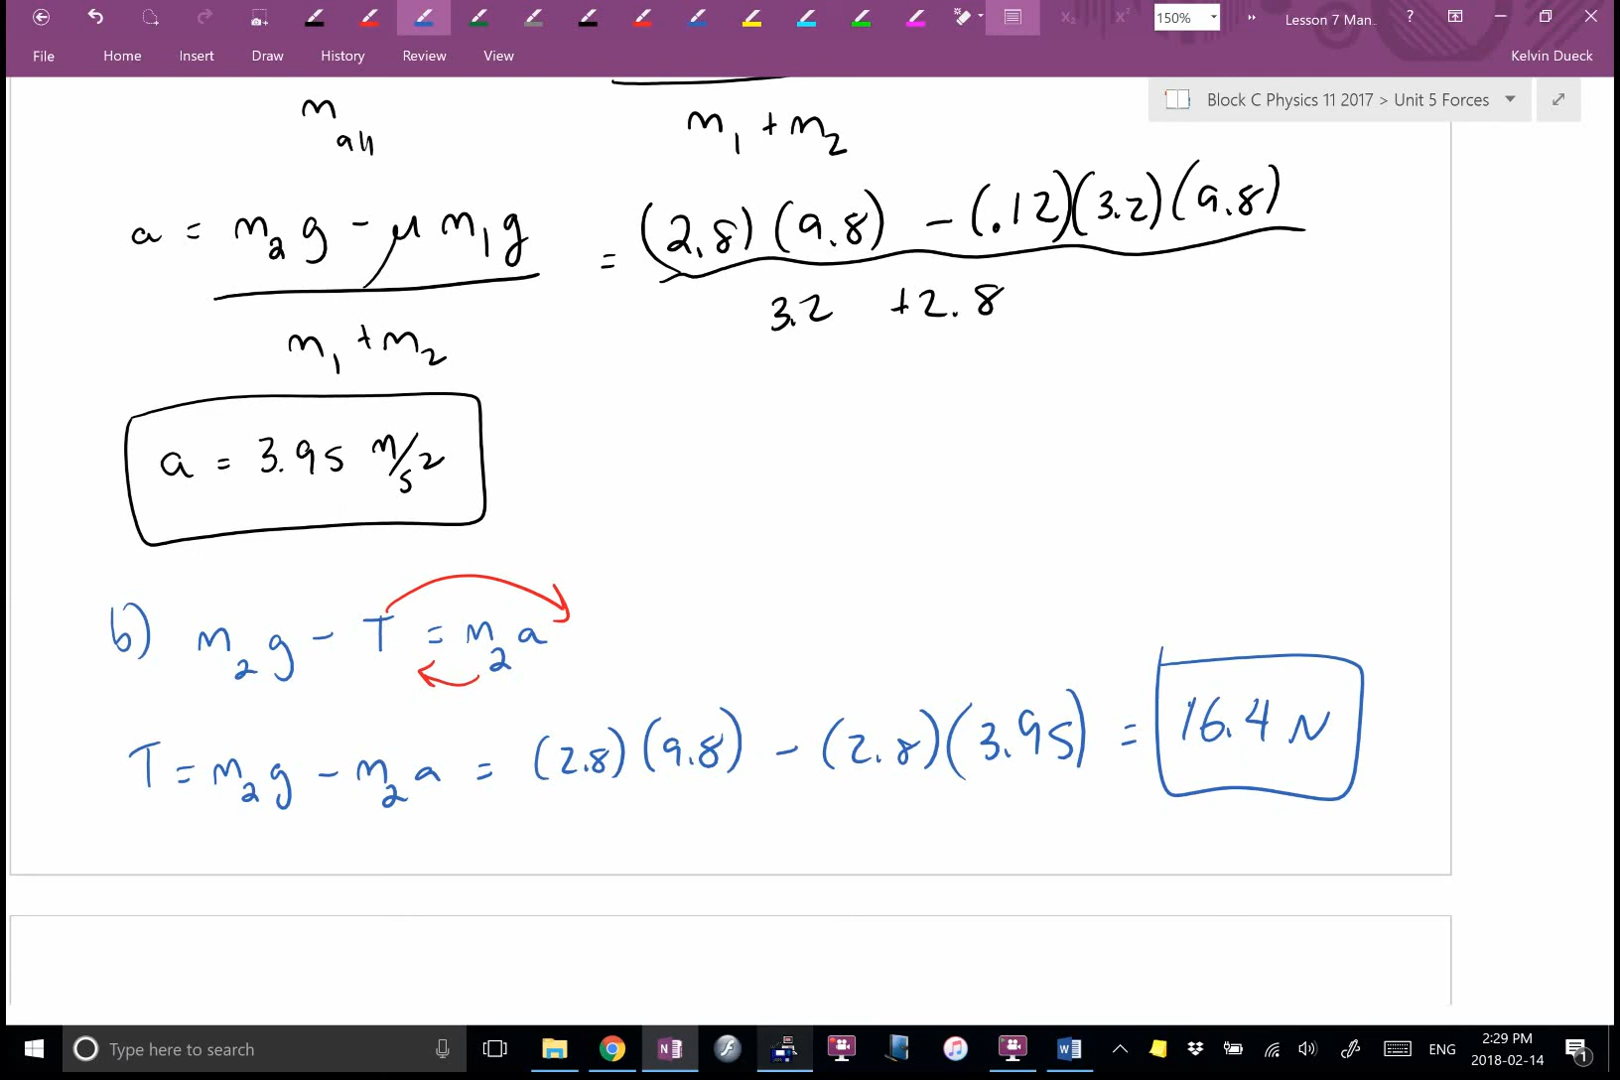 150%
Lesson 7 Man..
?
File Home Insert Draw History Review View
Kelvin Dueck
Block C Physics 11 2017 > Unit 5 Forces
m all
m₁ + m₂
a = m₂g - μ m₁g / m₁ + m₂ = (2.8)(9.8) - (.12)(3.2)(9.8) / 3.2 + 2.8
a = 3.95 m/s²
b) m₂g - T = m₂a
T = m₂g - m₂a = (2.8)(9.8) - (2.8)(3.95) = 16.4 N
Type here to search
ENG
2:29 PM
2018-02-14
1